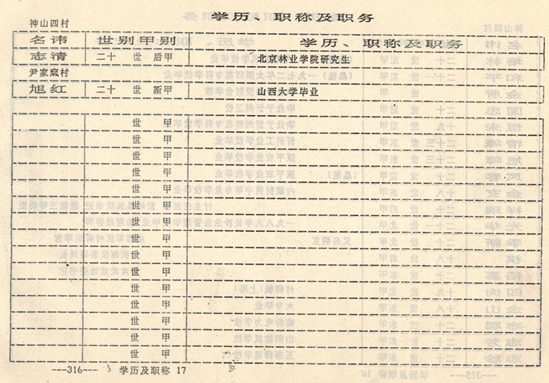 学历、职称及职务
神山四村
名讳 世别甲别 学历、职称及职务
志清 二十 世 后甲 北京林业学院研究生
尹家庭村
旭红 二十 世 新甲 山西大学毕业
世 甲
世 甲
世 甲
世 甲
世 甲
世 甲
世 甲
世 甲
世 甲
世 甲
世 甲
世 甲
世 甲
世 甲
---316--- 学历及职称 17